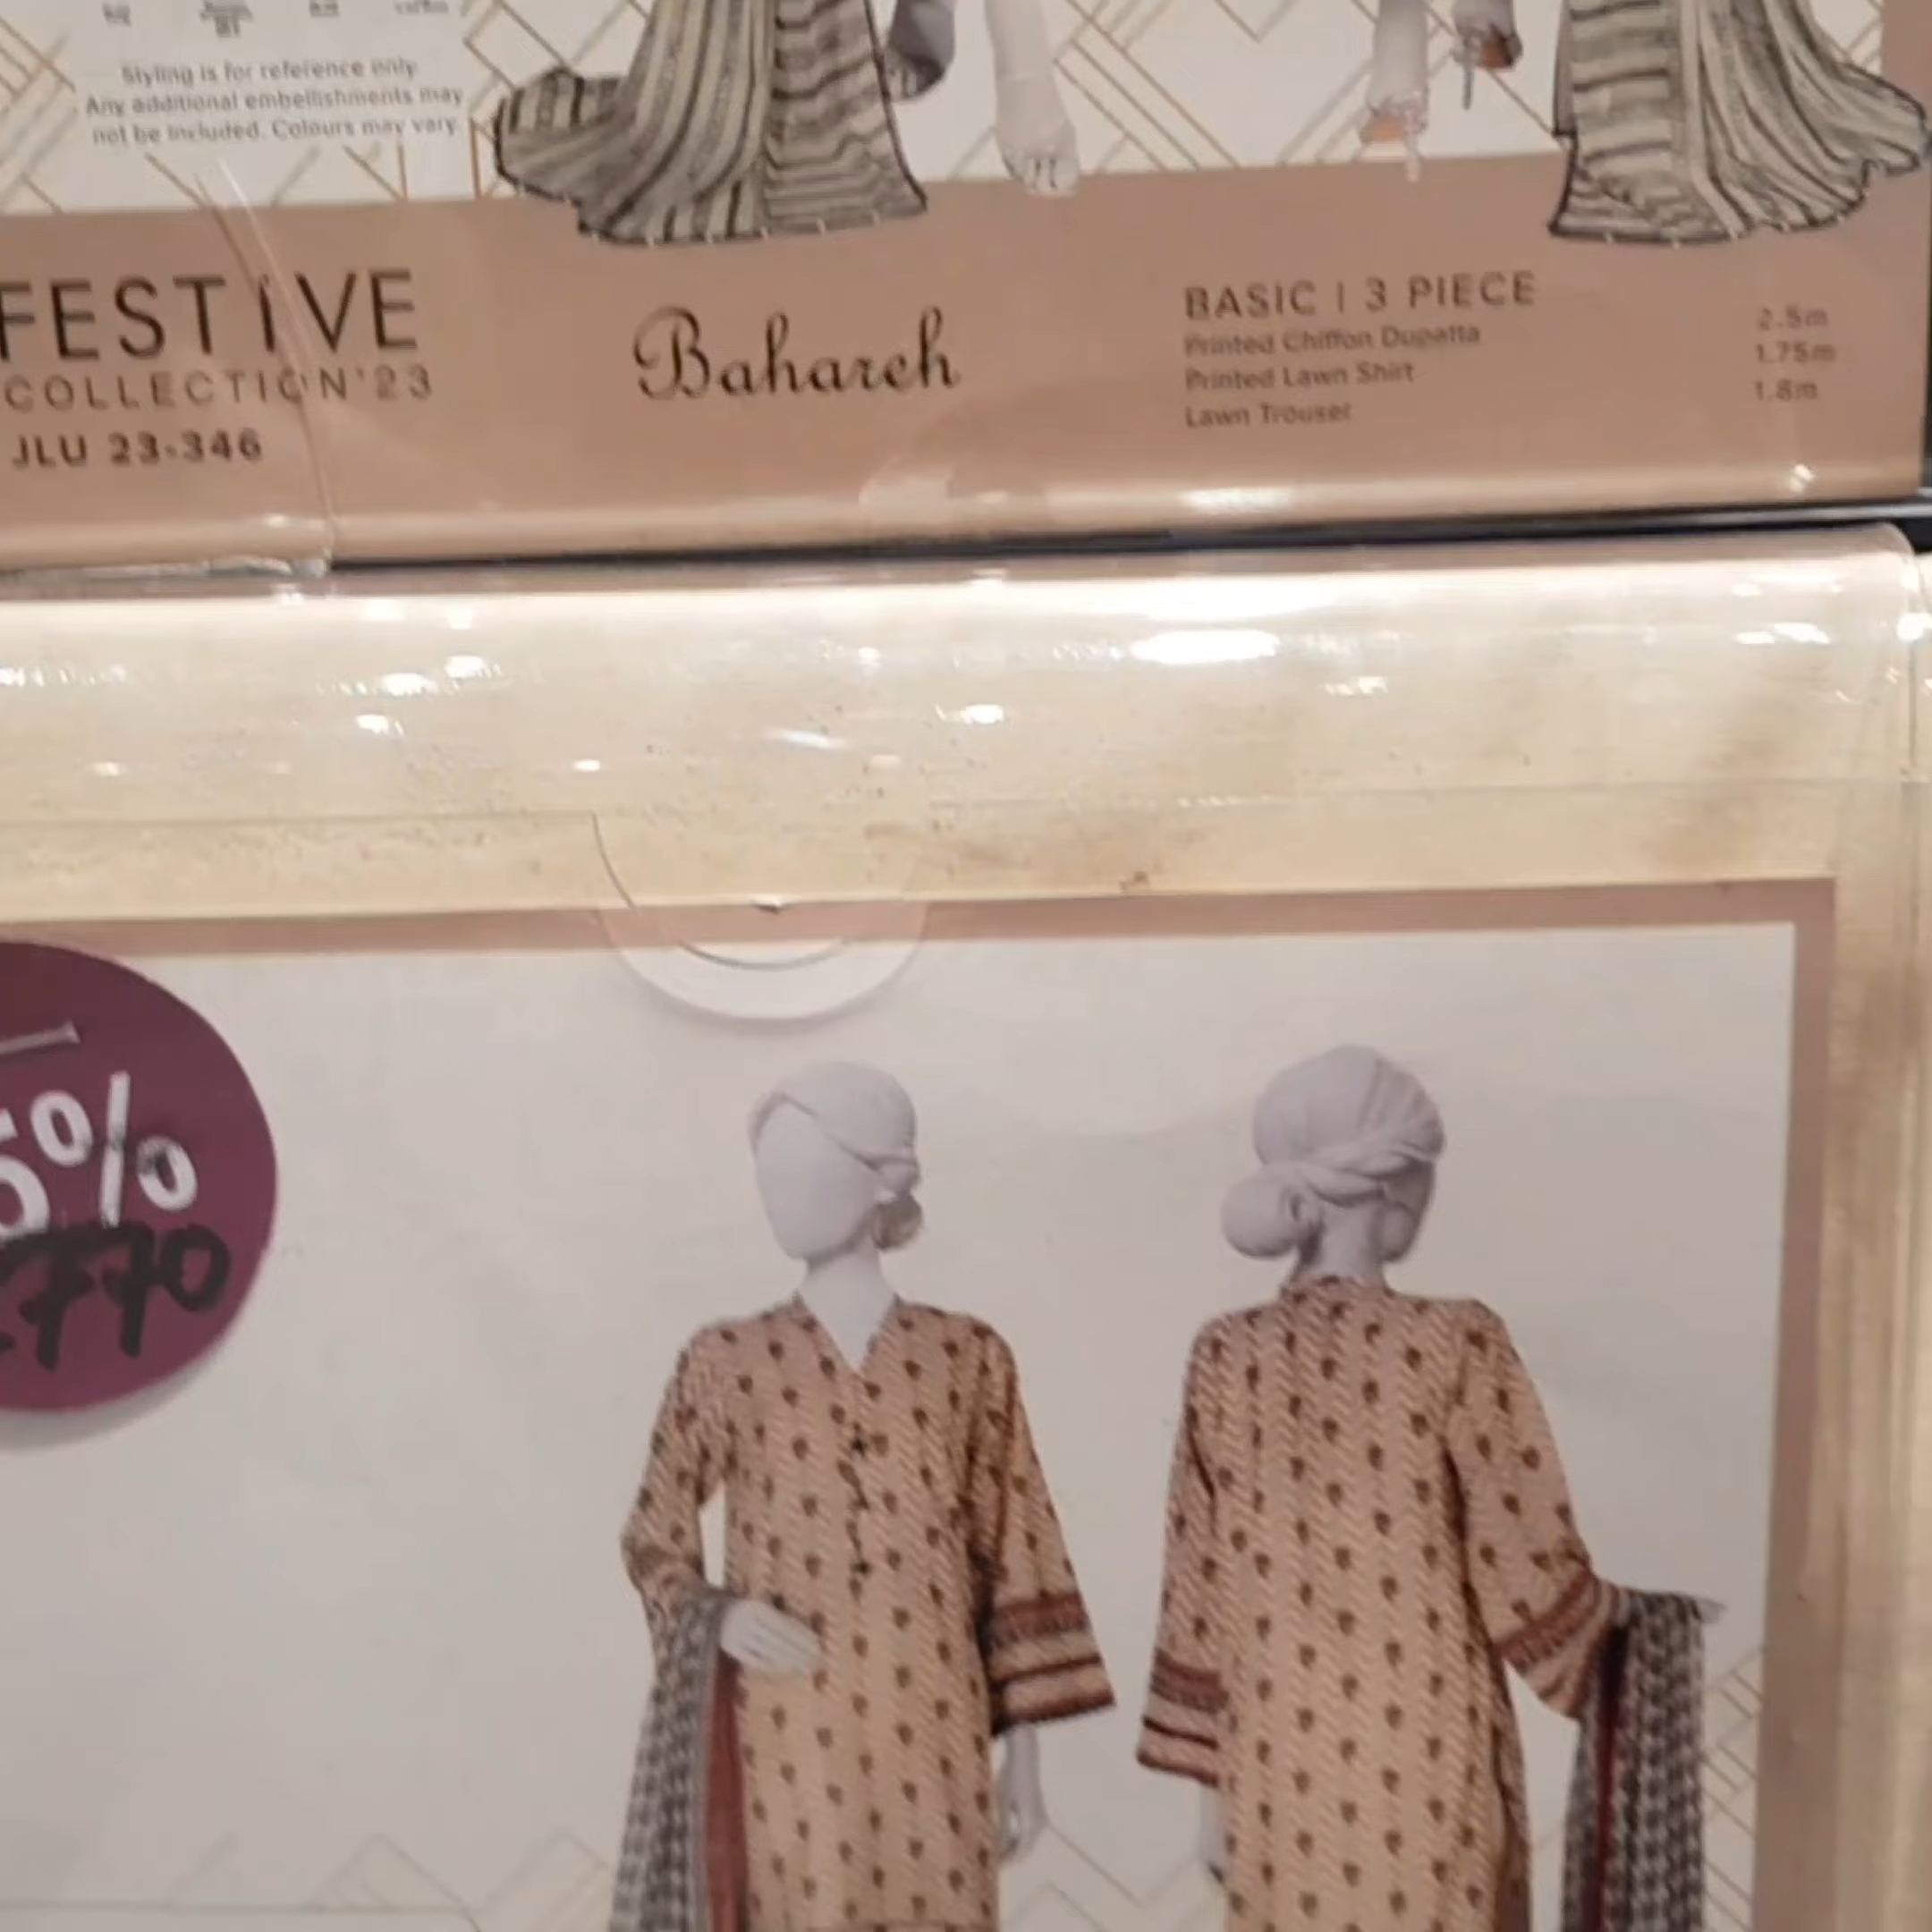 Styling is for reference only
Any additional embellishments may
not be included. Colours may vary.
FESTIVE
COLLECTION'23
JLU 23-346
Bahareh
BASIC | 3 PIECE
Printed Chiffon Dupatta 2.5m
Printed Lawn Shirt 1.75m
Lawn Trouser 1.8m
5%
770